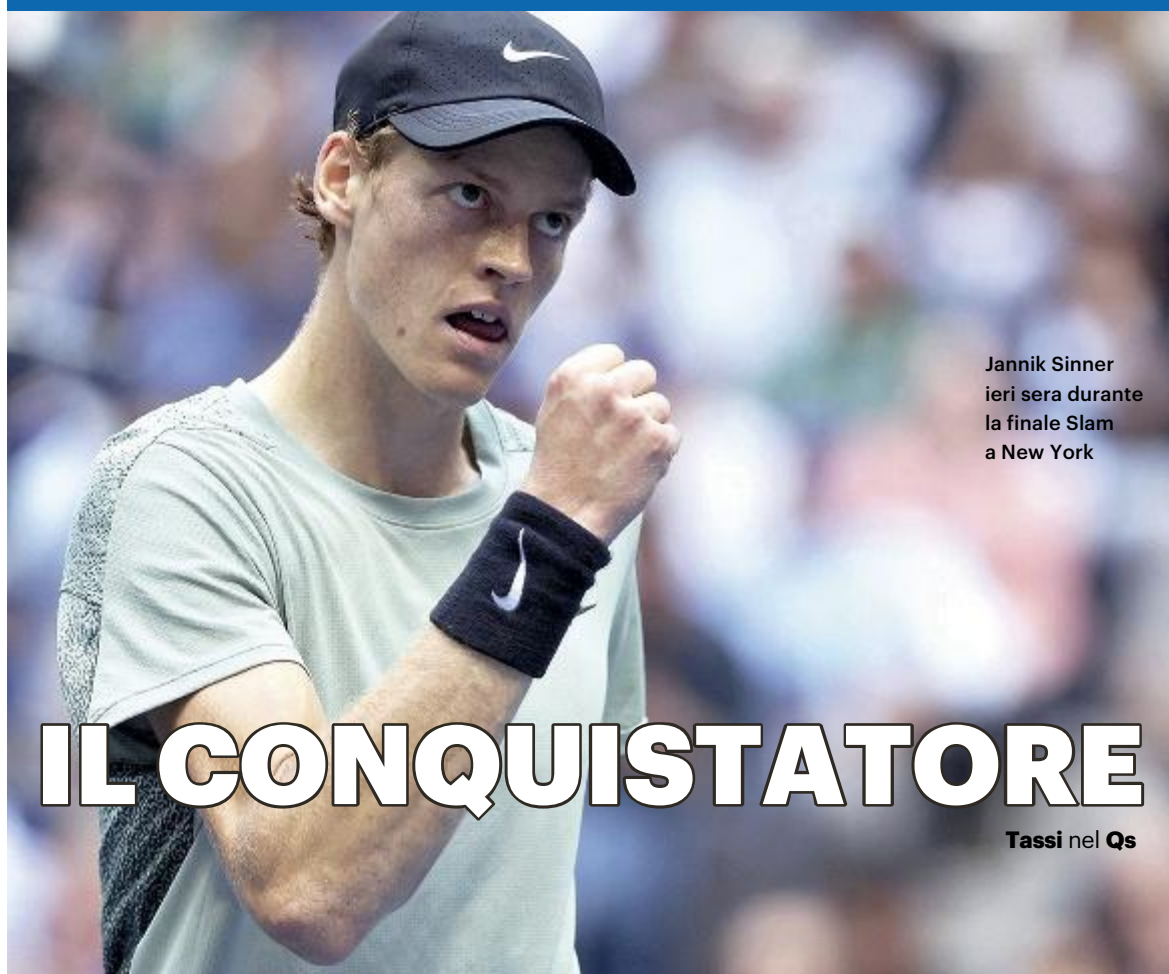 Jannik Sinner
ieri sera durante
la finale Slam
a New York
IL CONQUISTATORE
Tassi nel Qs